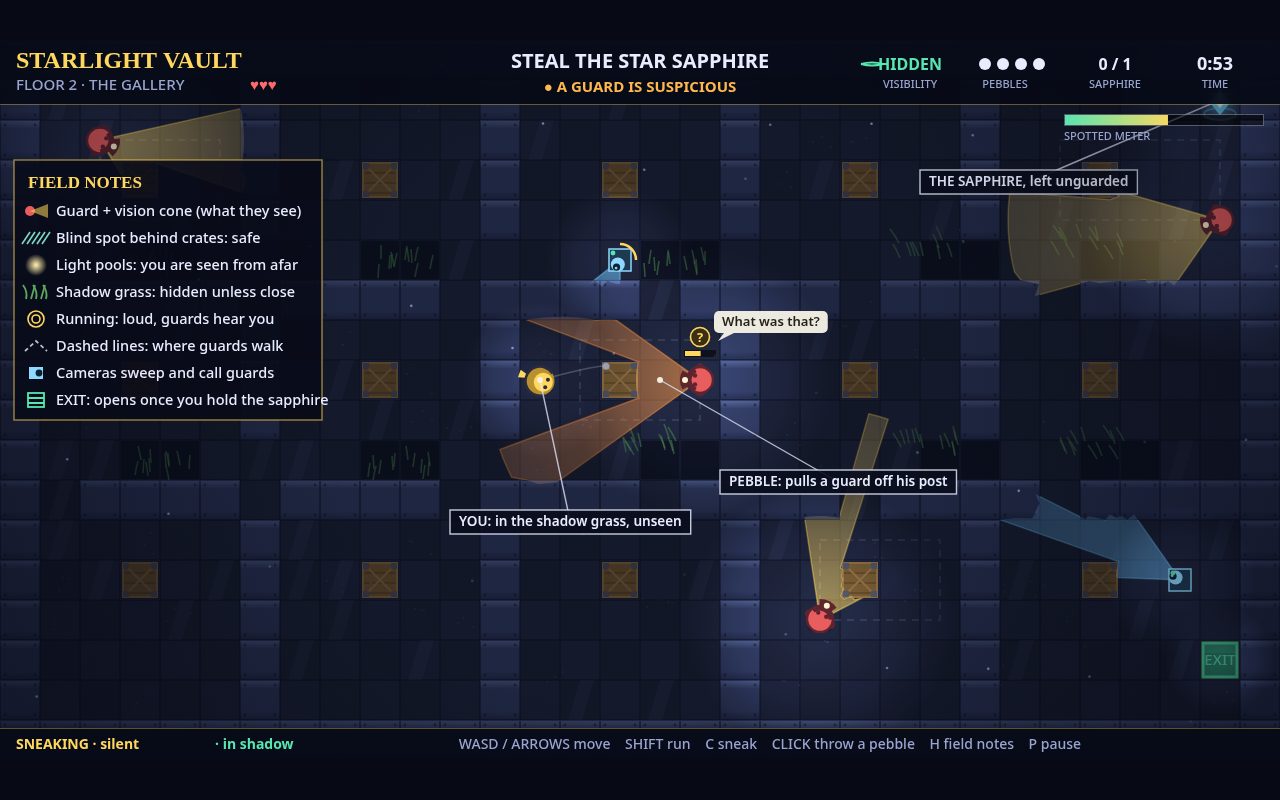 STARLIGHT VAULT
FLOOR 2 · THE GALLERY
♥♥♥
STEAL THE STAR SAPPHIRE
● A GUARD IS SUSPICIOUS
HIDDEN
VISIBILITY
PEBBLES
0 / 1
SAPPHIRE
0:53
TIME
SPOTTED METER
THE SAPPHIRE, left unguarded
FIELD NOTES
Guard + vision cone (what they see)
Blind spot behind crates: safe
Light pools: you are seen from afar
Shadow grass: hidden unless close
Running: loud, guards hear you
Dashed lines: where guards walk
Cameras sweep and call guards
EXIT: opens once you hold the sapphire
What was that?
?
PEBBLE: pulls a guard off his post
YOU: in the shadow grass, unseen
EXIT
SNEAKING · silent
· in shadow
WASD / ARROWS move SHIFT run C sneak CLICK throw a pebble H field notes P pause